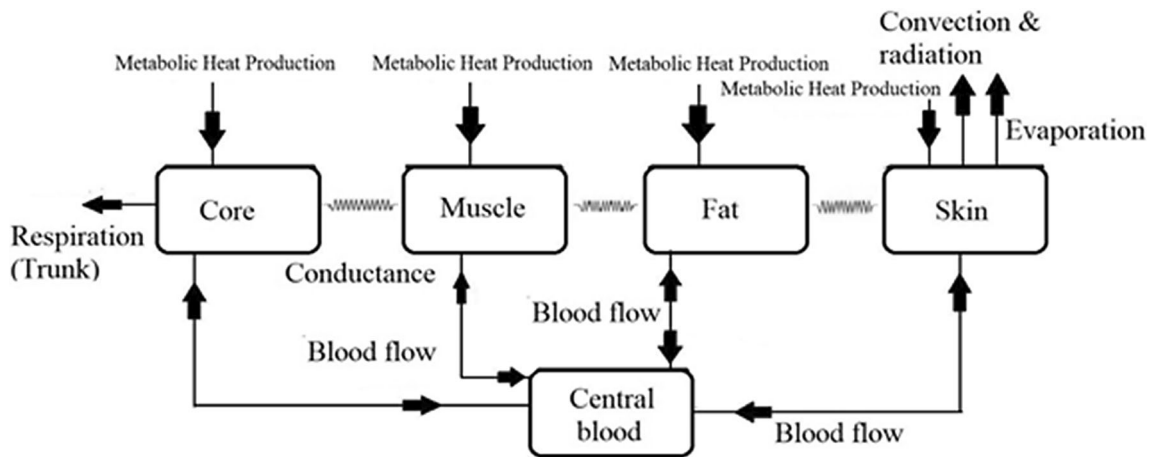 Convection &
radiation
Metabolic Heat Production
Metabolic Heat Production
Metabolic Heat Production
Metabolic Heat Production
Evaporation
Core
Muscle
Fat
Skin
Respiration
(Trunk)
Conductance
Blood flow
Blood flow
Central
blood
Blood flow